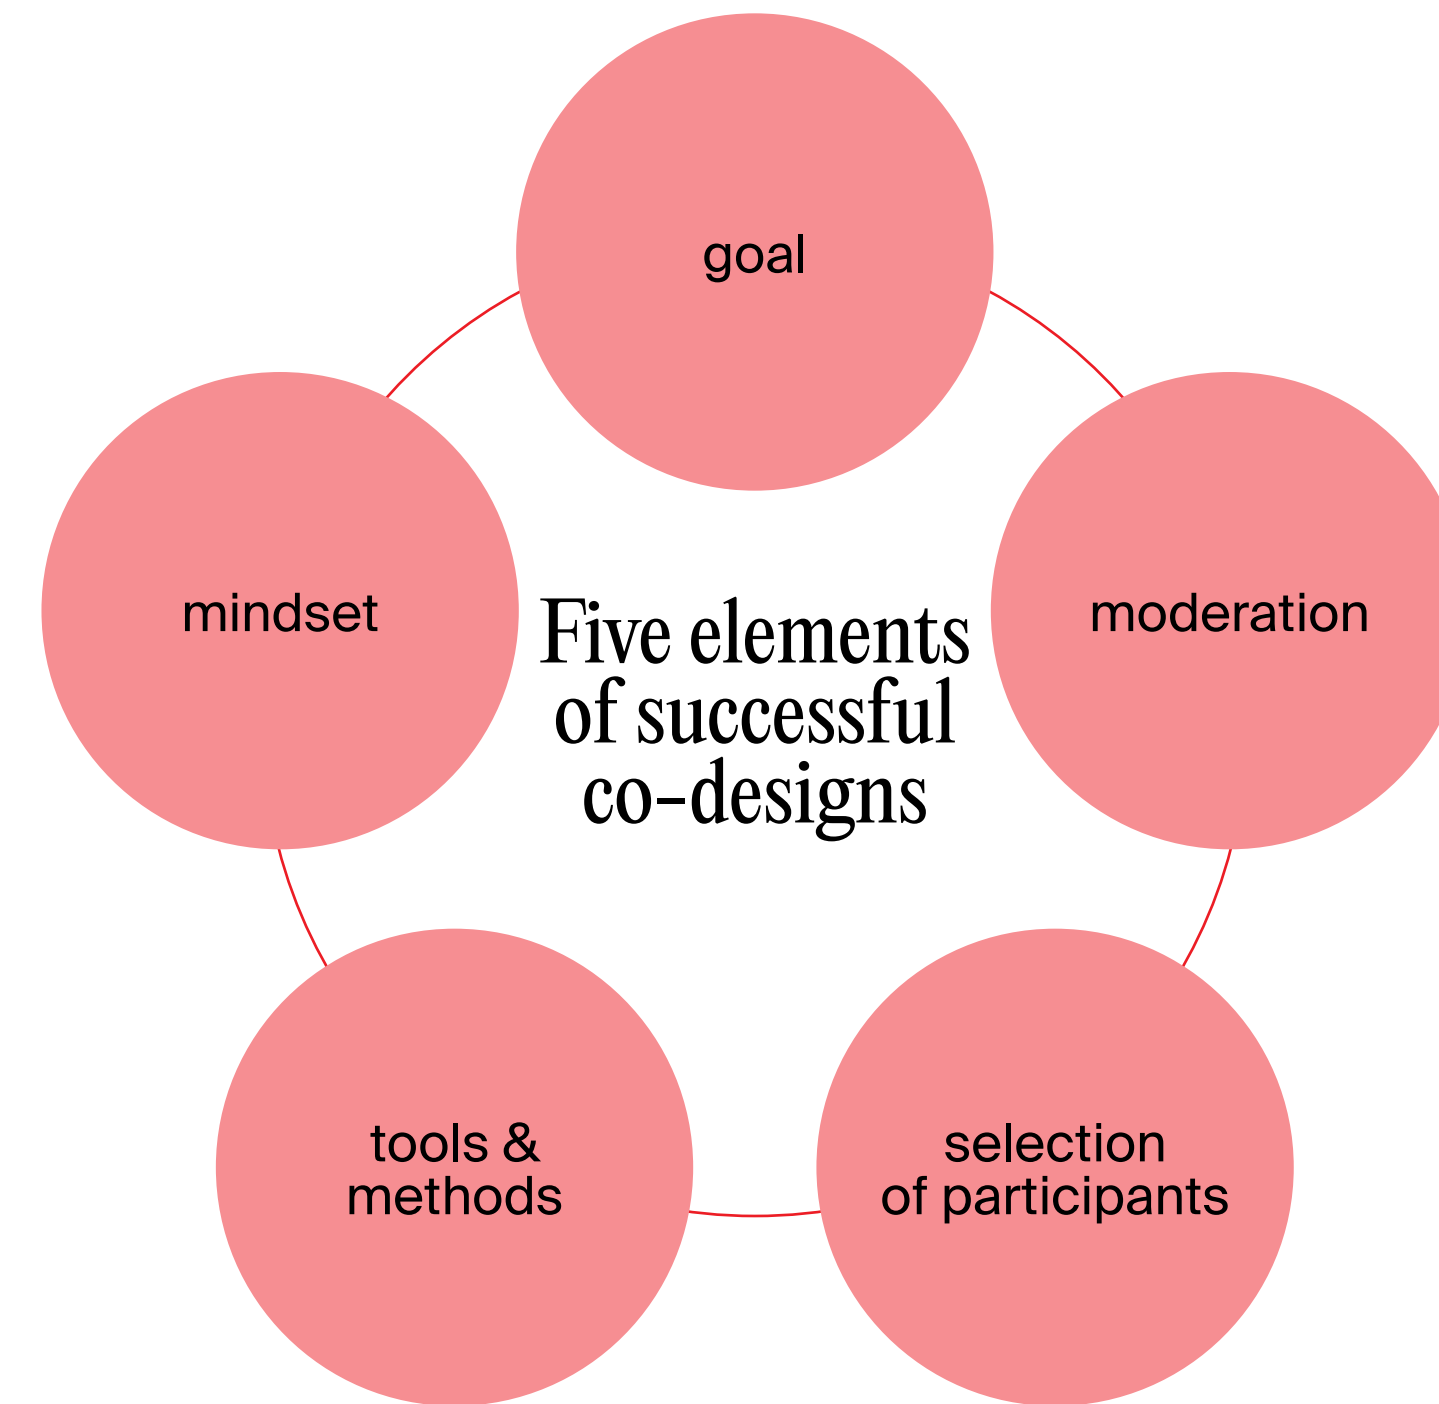 goal
mindset
moderation
Five elements
of successful
co-designs
tools &
methods
selection
of participants